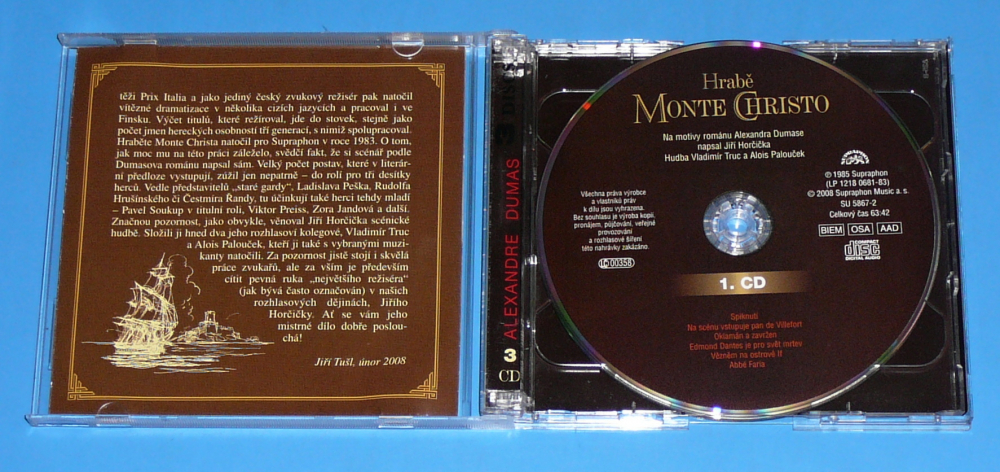 těži Prix Italia a jako jediný český zvukový režisér pak natočil
vítězné dramatizace v několika cizích jazycích a pracoval i ve
Finsku. Výčet titulů, které režíroval, jde do stovek, stejně jako
počet jmen hereckých osobností tří generací, s nimiž spolupracoval.
Hraběte Monte Christa natočil pro Supraphon v roce 1983. O tom,
jak moc mu na této práci záleželo, svědčí fakt, že si scénář podle
Dumasova románu napsal sám. Velký počet postav, které v literár-
ní předloze vystupují, zúžil jen nepatrně – do rolí pro tři desítky
herců. Vedle představitelů „staré gardy“, Ladislava Peška, Rudolfa
Hrušínského či Čestmíra Randy, tu účinkují také herci tehdy mladí
– Pavel Soukup v titulní roli, Viktor Preiss, Zora Jandová a další.
Značnou pozornost, jako obvykle, věnoval Jiří Horčička scénické
hudbě. Složili ji hned dva jeho rozhlasoví kolegové, Vladimír Truc
a Alois Palouček, kteří ji také s vybranými muzi-
kanty natočili. Za pozornost jistě stojí i skvělá
práce zvukařů, ale za vším je především
cítit pevná ruka „největšího režiséra“
(jak bývá často označován) v našich
rozhlasových dějinách, Jiřího
Horčičky. Ať se vám jeho
mistrné dílo dobře poslou-
chá!
Jiří Tušl, únor 2008
3 CD
ALEXANDRE DUMAS
3 DISC
Hrabě
MONTE CHRISTO
Na motivy románu Alexandra Dumase
napsal Jiří Horčička
Hudba Vladimír Truc a Alois Palouček
Všechna práva výrobce
a vlastníků práv
k dílu jsou vyhrazena.
Bez souhlasu je výroba kopií,
pronájem, půjčování, veřejné
provozování
a rozhlasové šíření
této nahrávky zakázáno.
LC-00358
SUPRAPHON
℗ 1985 Supraphon
(LP 1218 0681-83)
© 2008 Supraphon Music a. s.
SU 5867-2
Celkový čas 63:42
BIEM OSA AAD
COMPACT
disc
DIGITAL AUDIO
1. CD
Spiknutí
Na scénu vstupuje pan de Villefort
Oklamán a zavržen
Edmond Dantes je pro svět mrtev
Vězněm na ostrově If
Abbé Faria